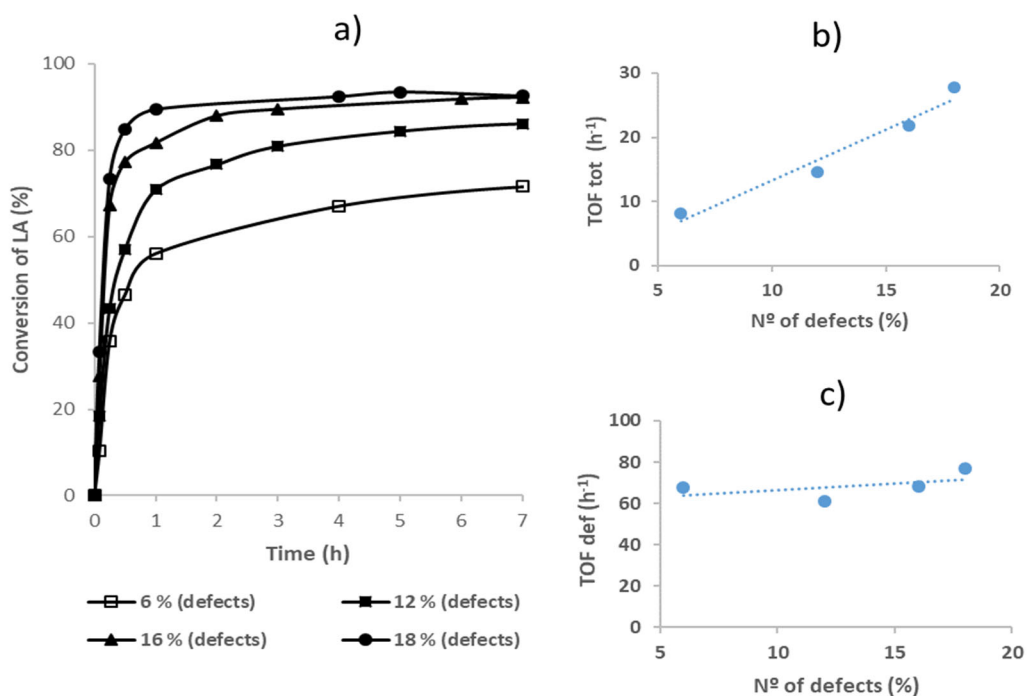 a)
100
80
60
40
20
0
Conversion of LA (%)
0 1 2 3 4 5 6 7
Time (h)
6 % (defects) 12 % (defects)
16 % (defects) 18 % (defects)
b)
30
20
10
0
TOF tot (h⁻¹)
5 10 15 20
Nº of defects (%)
c)
100
80
60
40
20
0
TOF def (h⁻¹)
5 10 15 20
Nº of defects (%)